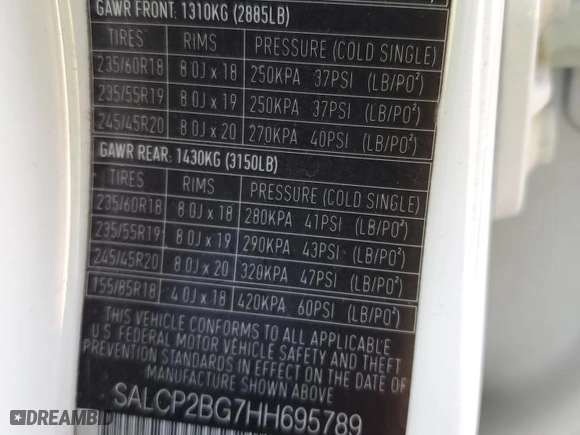 GAWR FRONT: 1310KG (2885LB)
TIRES RIMS PRESSURE (COLD SINGLE)
235/60R18 8.0J x 18 250KPA 37PSI (LB/PO²)
235/55R19 8.0J x 19 250KPA 37PSI (LB/PO²)
245/45R20 8.0J x 20 270KPA 40PSI (LB/PO²)
GAWR REAR: 1430KG (3150LB)
TIRES RIMS PRESSURE (COLD SINGLE)
235/60R18 8.0J x 18 280KPA 41PSI (LB/PO²)
235/55R19 8.0J x 19 290KPA 43PSI (LB/PO²)
245/45R20 8.0J x 20 320KPA 47PSI (LB/PO²)
155/85R18 4.0J x 18 420KPA 60PSI (LB/PO²)
THIS VEHICLE CONFORMS TO ALL APPLICABLE
U.S. FEDERAL MOTOR VEHICLE SAFETY AND THEFT
PREVENTION STANDARDS IN EFFECT ON THE DATE
OF MANUFACTURE SHOWN ABOVE
SALCP2BG7HH695789
AUTOHELPERBOT.COM